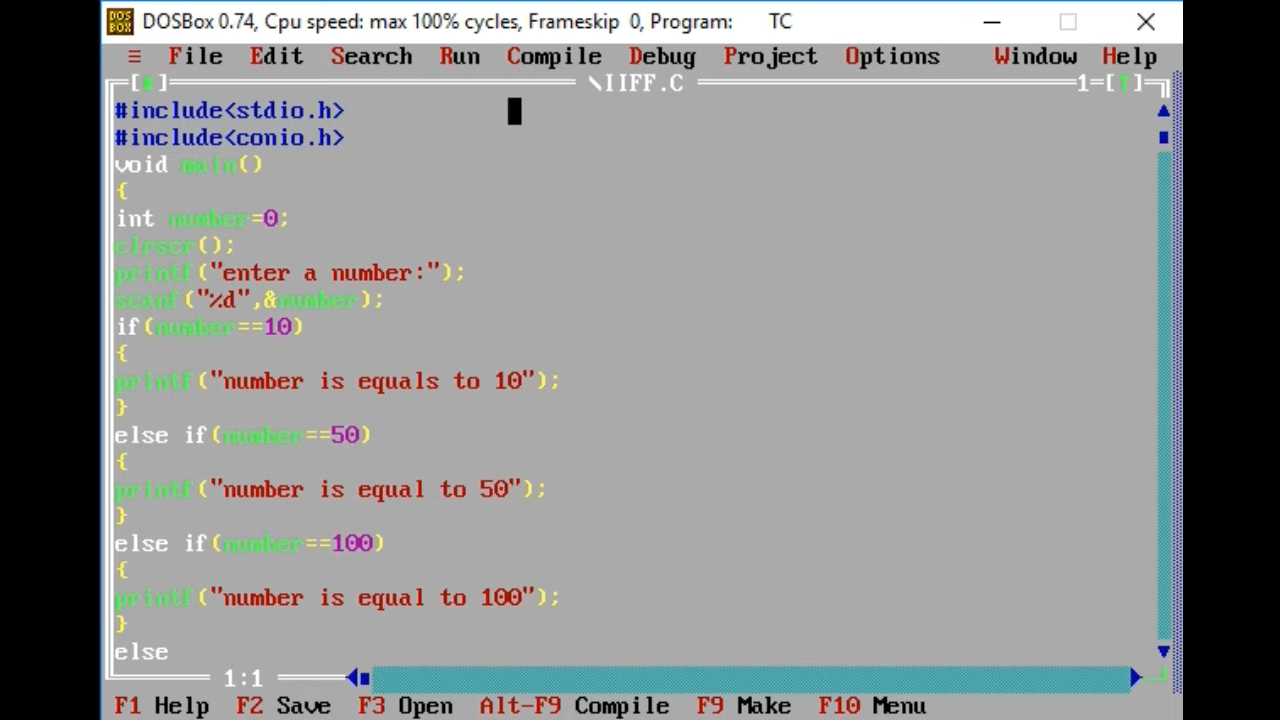 DOS BOX DOSBox 0.74, Cpu speed: max 100% cycles, Frameskip 0, Program: TC
≡ File Edit Search Run Compile Debug Project Options Window Help
\IIFF.C 1=[↑]
#include<stdio.h>
#include<conio.h>
void main()
{
int number=0;
clrscr();
printf("enter a number:");
scanf("%d",&number);
if(number==10)
{
printf("number is equals to 10");
}
else if(number==50)
{
printf("number is equal to 50");
}
else if(number==100)
{
printf("number is equal to 100");
}
else
1:1
F1 Help F2 Save F3 Open Alt-F9 Compile F9 Make F10 Menu